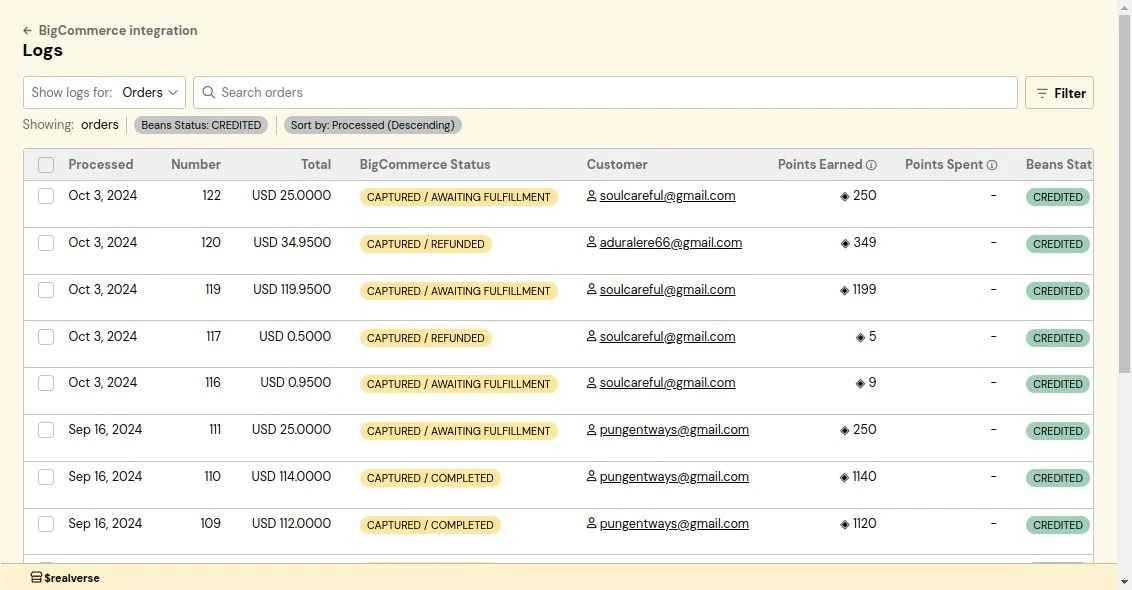 ← BigCommerce integration
Logs
Show logs for: Orders Search orders Filter
Showing: orders Beans Status: CREDITED Sort by: Processed (Descending)
Processed Number Total BigCommerce Status Customer Points Earned Points Spent Beans Stat
Oct 3, 2024 122 USD 25.0000 CAPTURED / AWAITING FULFILLMENT soulcareful@gmail.com ◈ 250 - CREDITED
Oct 3, 2024 120 USD 34.9500 CAPTURED / REFUNDED aduralere66@gmail.com ◈ 349 - CREDITED
Oct 3, 2024 119 USD 119.9500 CAPTURED / AWAITING FULFILLMENT soulcareful@gmail.com ◈ 1199 - CREDITED
Oct 3, 2024 117 USD 0.5000 CAPTURED / REFUNDED soulcareful@gmail.com ◈ 5 - CREDITED
Oct 3, 2024 116 USD 0.9500 CAPTURED / AWAITING FULFILLMENT soulcareful@gmail.com ◈ 9 - CREDITED
Sep 16, 2024 111 USD 25.0000 CAPTURED / AWAITING FULFILLMENT pungentways@gmail.com ◈ 250 - CREDITED
Sep 16, 2024 110 USD 114.0000 CAPTURED / COMPLETED pungentways@gmail.com ◈ 1140 - CREDITED
Sep 16, 2024 109 USD 112.0000 CAPTURED / COMPLETED pungentways@gmail.com ◈ 1120 - CREDITED
$realverse